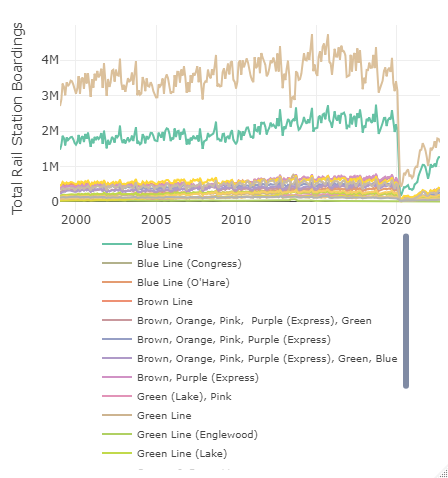 Total Rail Station Boardings
4M
3M
2M
1M
0
2000
2005
2010
2015
2020
Blue Line
Blue Line (Congress)
Blue Line (O'Hare)
Brown Line
Brown, Orange, Pink,  Purple (Express), Green
Brown, Orange, Pink, Purple (Express)
Brown, Orange, Pink, Purple (Express), Green, Blue
Brown, Purple (Express)
Green (Lake), Pink
Green Line
Green Line (Englewood)
Green Line (Lake)